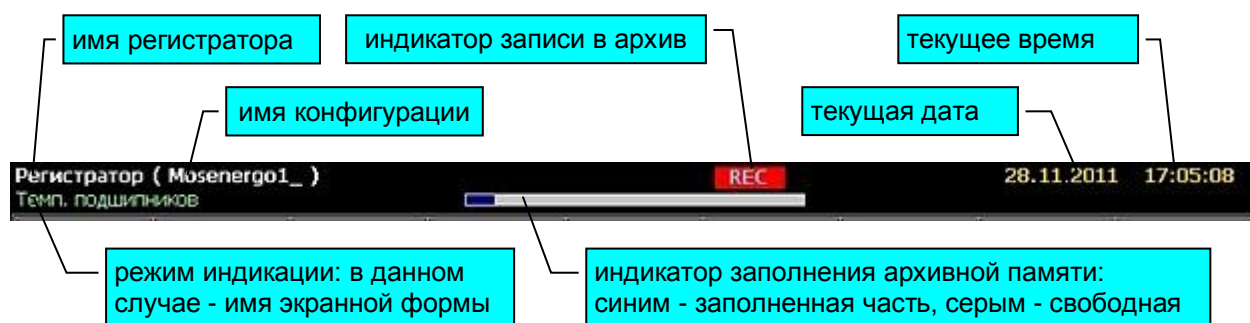 имя регистратора
индикатор записи в архив
текущее время
имя конфигурации
текущая дата
Регистратор ( Mosenergo1_ )
REC
28.11.2011 17:05:08
Темп. подшипников
режим индикации: в данном
случае - имя экранной формы
индикатор заполнения архивной памяти:
синим - заполненная часть, серым - свободная